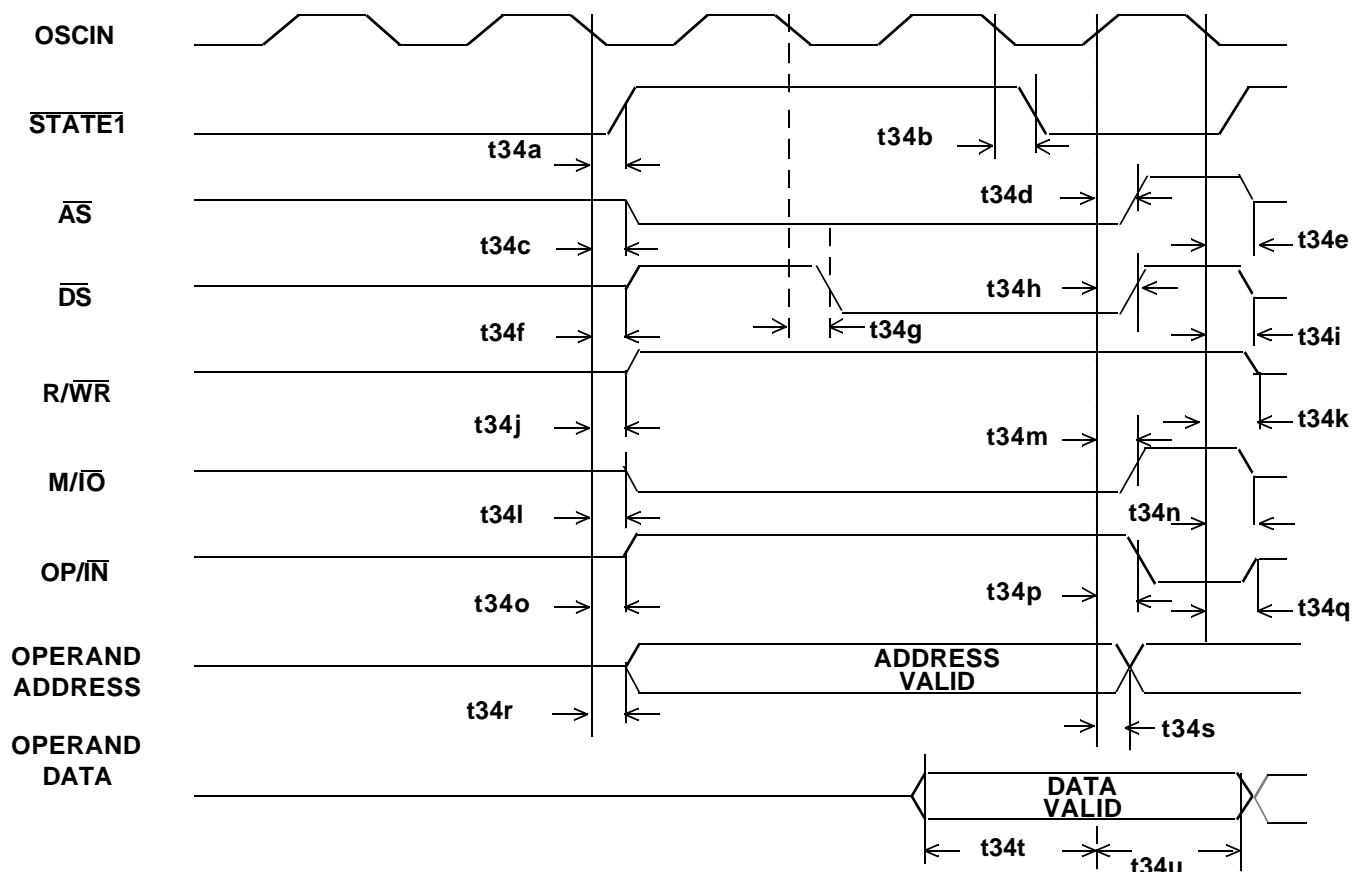 OSCIN
STATE1
t34a
t34b
AS
t34d
t34c
t34e
DS
t34h
t34f
t34g
t34i
R/WR
t34j
t34m
t34k
M/IO
t34l
t34n
OP/IN
t34o
t34p
t34q
OPERAND
ADDRESS
ADDRESS
VALID
t34r
t34s
OPERAND
DATA
DATA
VALID
t34t
t34u